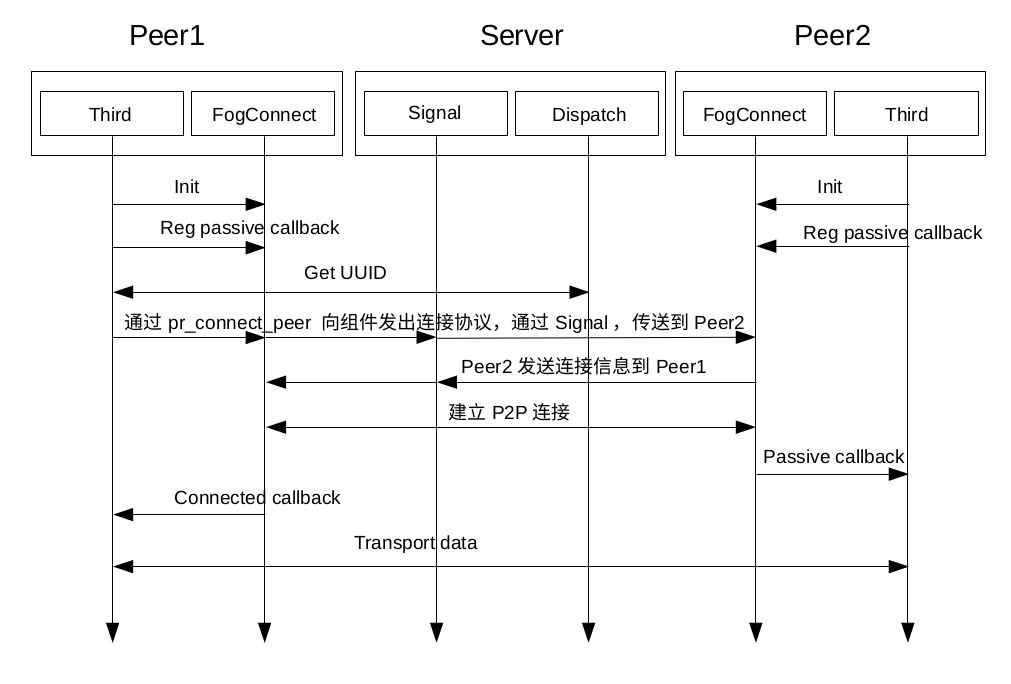 Peer1 Server Peer2
Third FogConnect Signal Dispatch FogConnect Third
Init Init
Reg passive callback Reg passive callback
Get UUID
通过 pr_connect_peer 向组件发出连接协议，通过 Signal ，传送到 Peer2
Peer2 发送连接信息到 Peer1
建立 P2P 连接
Passive callback
Connected callback
Transport data